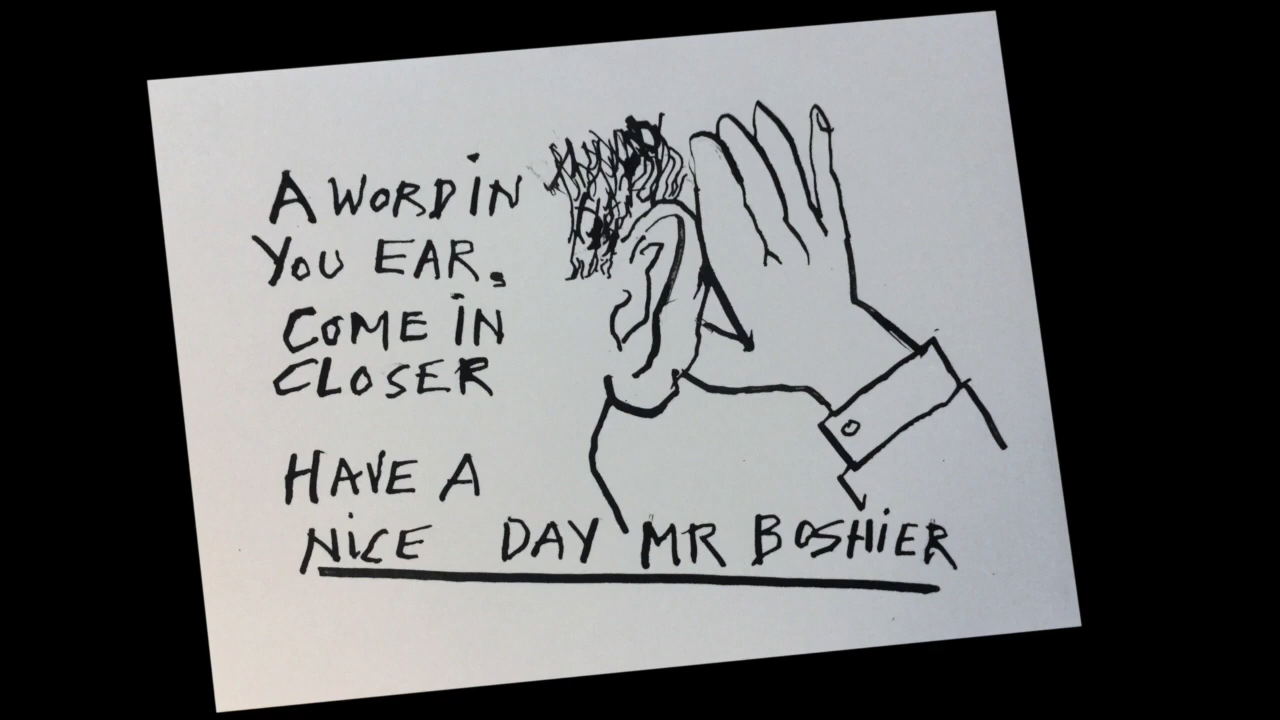 A WORD IN
YOU EAR.
COME IN
CLOSER
HAVE A
NICE DAY MR BOSHIER